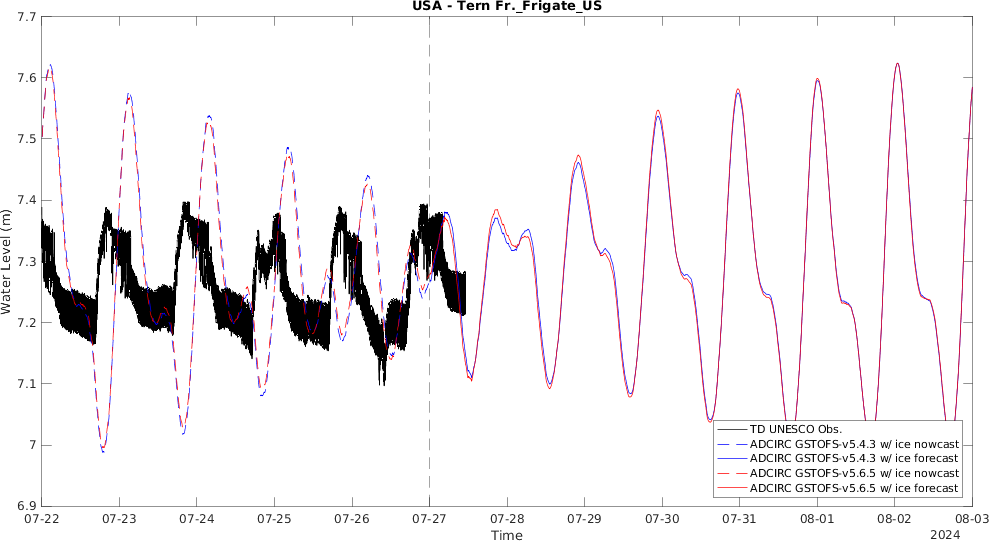 USA - Tern Fr._Frigate_US
7.7
7.6
7.5
7.4
7.3
7.2
7.1
7
6.9
Water Level (m)
07-22 07-23 07-24 07-25 07-26 07-27 07-28 07-29 07-30 07-31 08-01 08-02 08-03
Time
2024
TD UNESCO Obs.
ADCIRC GSTOFS-v5.4.3 w/ ice nowcast
ADCIRC GSTOFS-v5.4.3 w/ ice forecast
ADCIRC GSTOFS-v5.6.5 w/ ice nowcast
ADCIRC GSTOFS-v5.6.5 w/ ice forecast